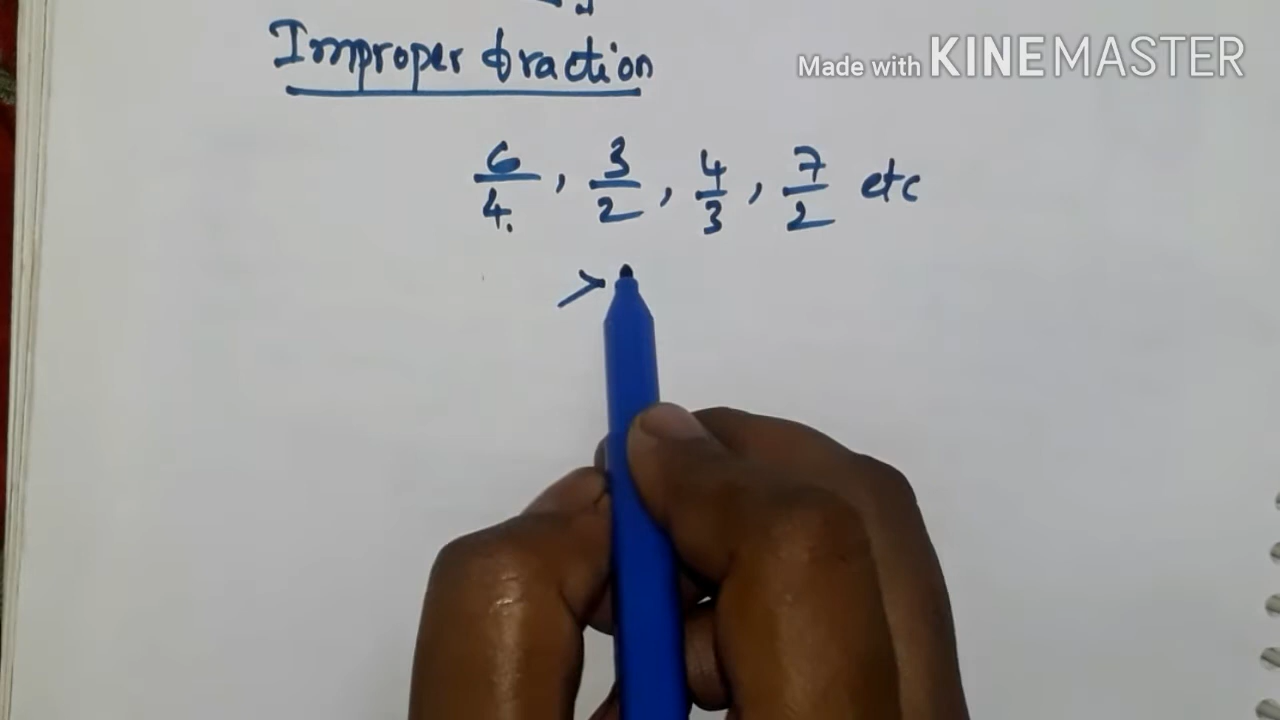 Made with KINEMASTER
Improper fraction
6/4, 3/2, 4/3, 7/2 etc
>